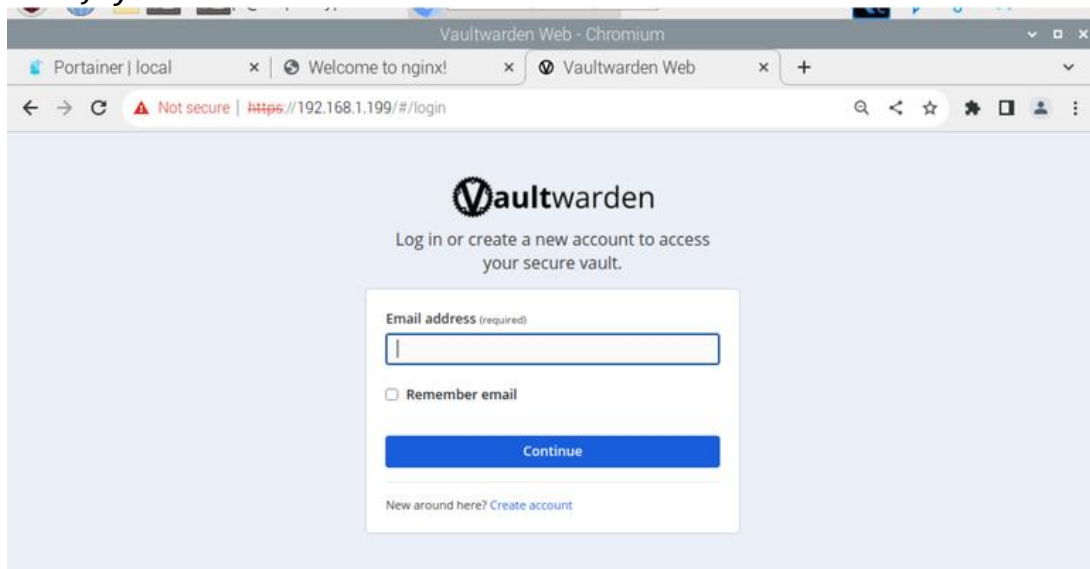 Vaultwarden Web - Chromium
Portainer | local
Welcome to nginx!
Vaultwarden Web
Not secure | https://192.168.1.199/#/login
Vaultwarden
Log in or create a new account to access
your secure vault.
Email address (required)
Remember email
Continue
New around here? Create account